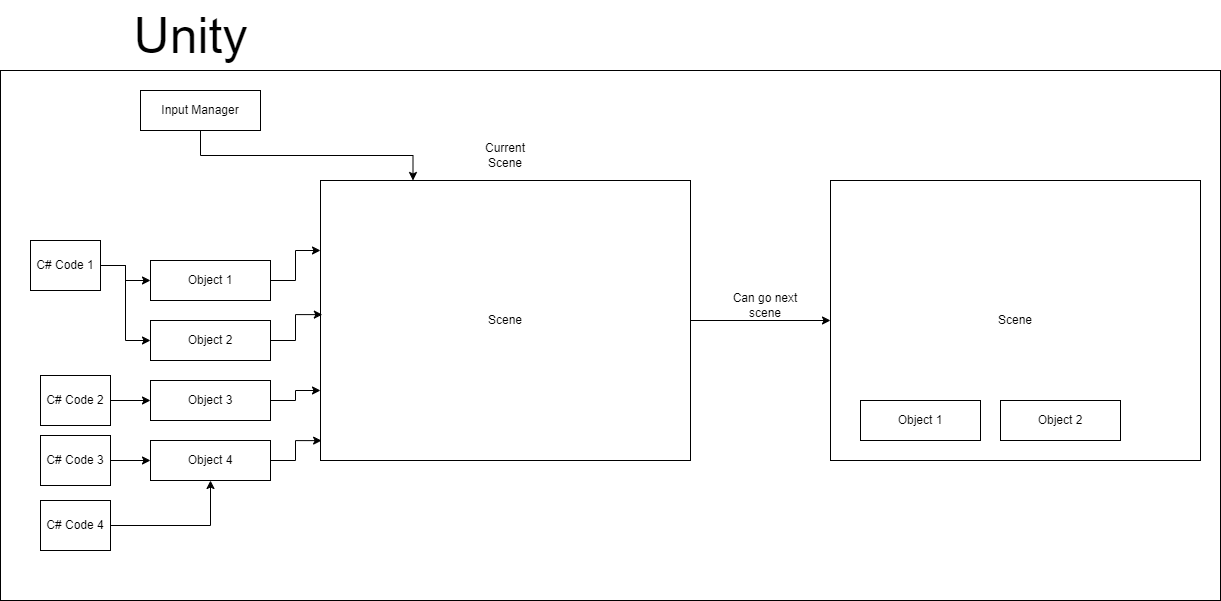 Unity
Input Manager
Current
Scene
C# Code 1
Object 1
Object 2
C# Code 2
Object 3
C# Code 3
Object 4
C# Code 4
Scene
Can go next
scene
Scene
Object 1
Object 2